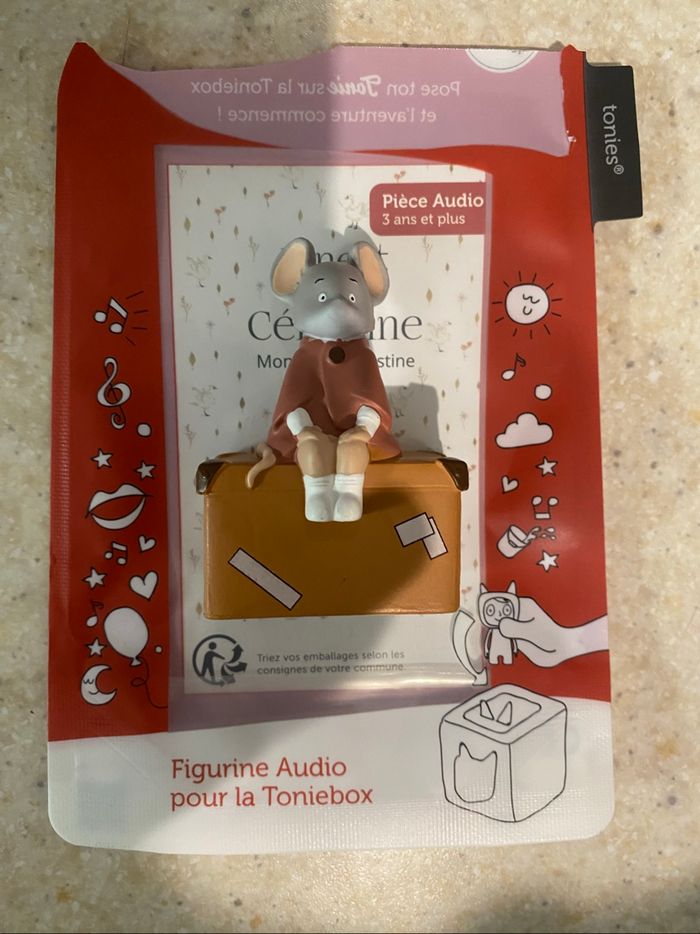 Pose ton Tonie sur la Toniebox
et l'aventure commence !
tonies®
Pièce Audio
3 ans et plus
Triez vos emballages selon les
consignes de votre commune.
Figurine Audio
pour la Toniebox